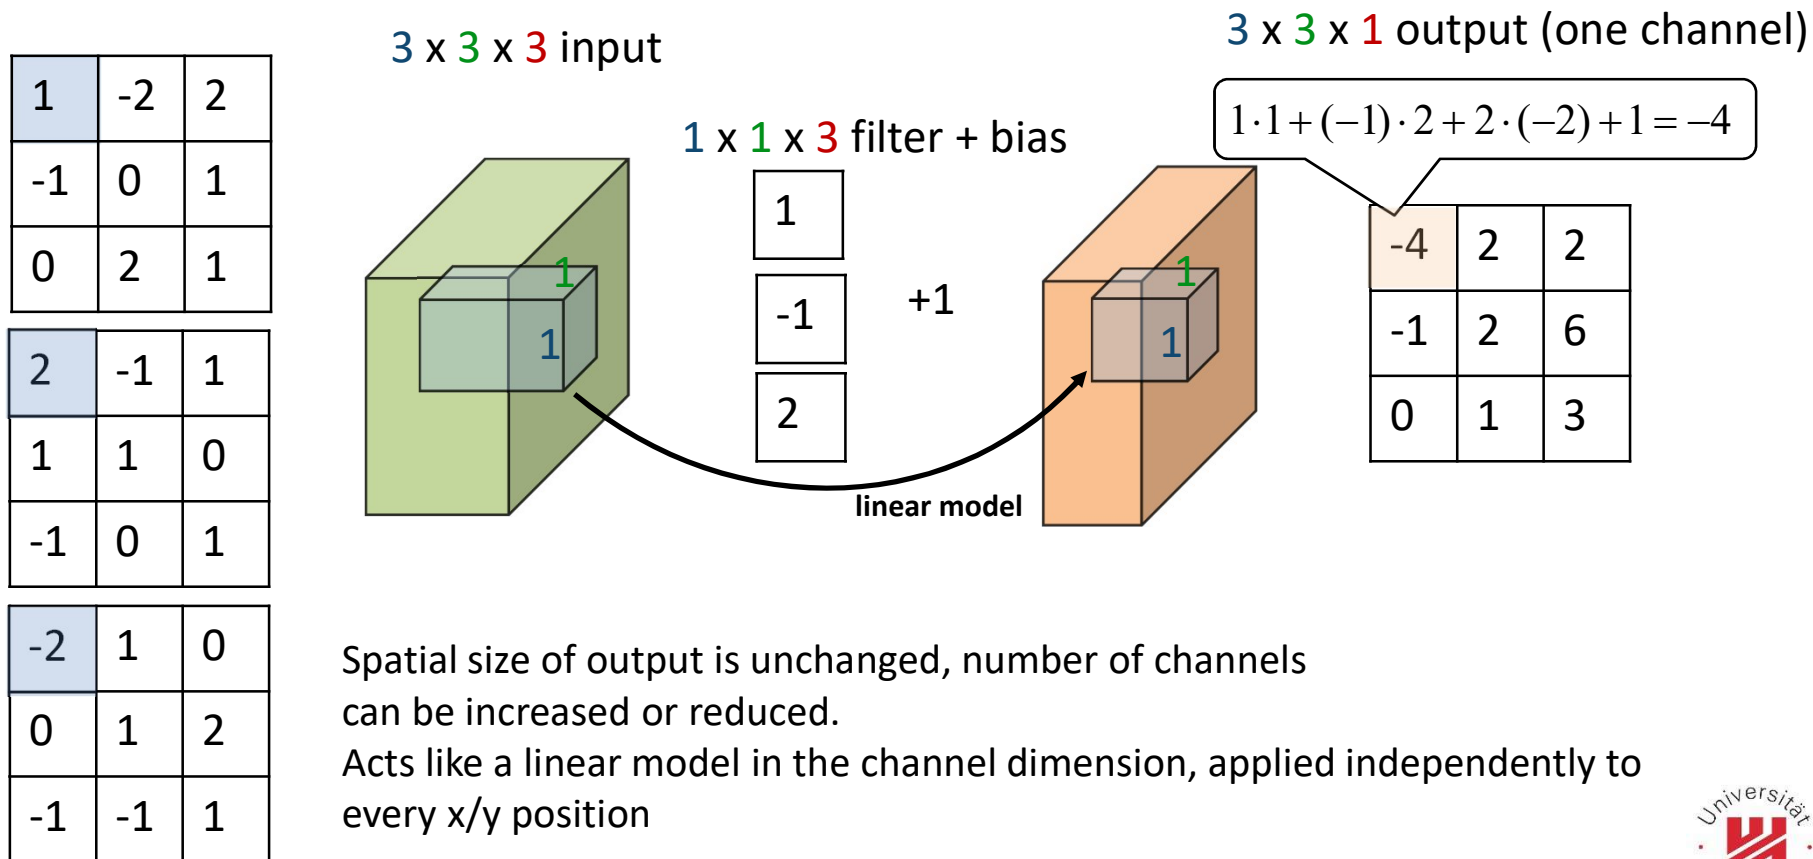 3 x 3 x 3 input
3 x 3 x 1 output (one channel)
1 -2 2
-1 0 1
0 2 1
2 -1 1
1 1 0
-1 0 1
-2 1 0
0 1 2
-1 -1 1
1 x 1 x 3 filter + bias
1
-1
2
+1
1
1
linear model
1
1
1·1+(−1)·2+2·(−2)+1=−4
-4 2 2
-1 2 6
0 1 3
Spatial size of output is unchanged, number of channels
can be increased or reduced.
Acts like a linear model in the channel dimension, applied independently to
every x/y position
Universität